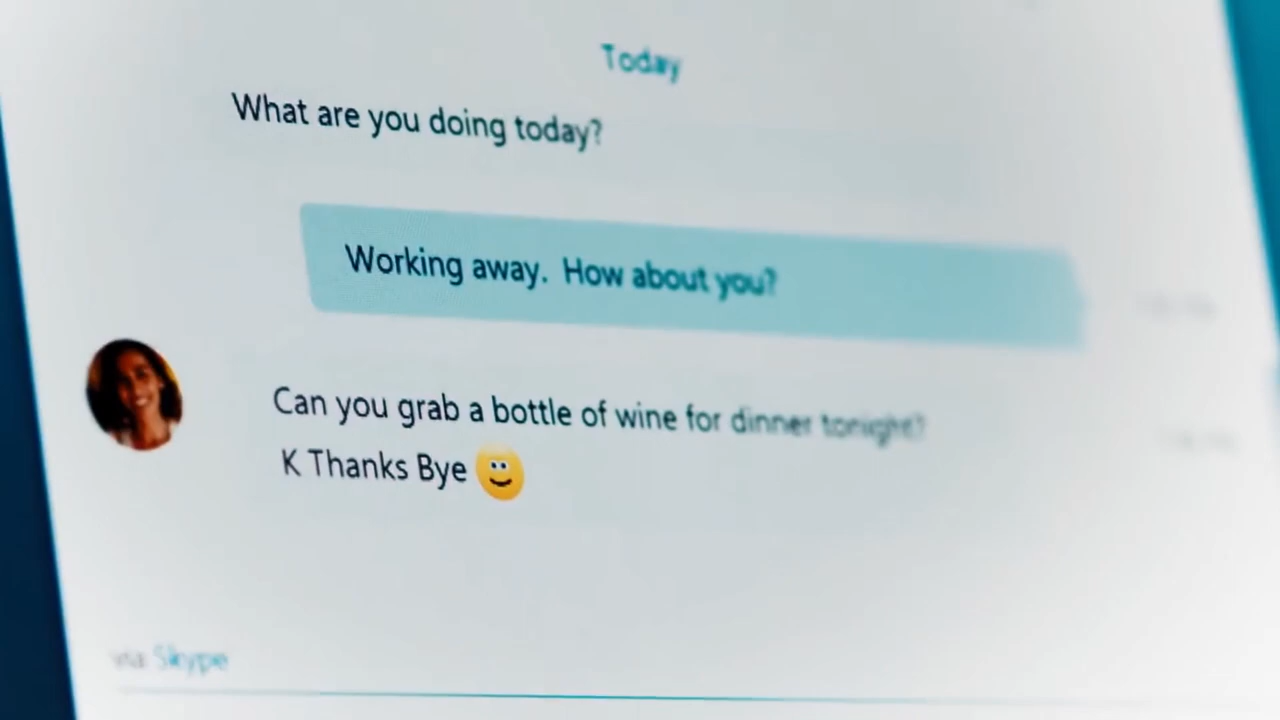 Today
What are you doing today?
Working away. How about you?
Can you grab a bottle of wine for dinner tonight?
K Thanks Bye
via Skype